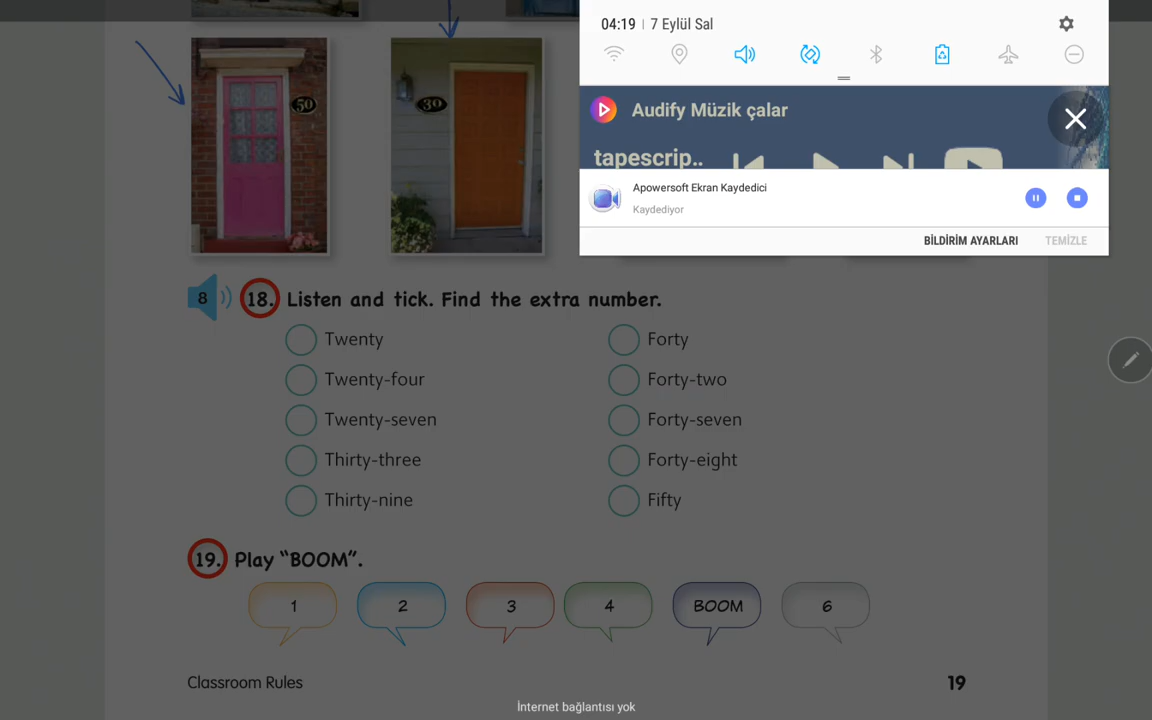 04:19 | 7 Eylül Sal
Audify Müzik çalar
tapescrip..
Apowersoft Ekran Kaydedici
Kaydediyor
BİLDİRİM AYARLARI TEMİZLE
50
30
8 18. Listen and tick. Find the extra number.
Twenty
Twenty-four
Twenty-seven
Thirty-three
Thirty-nine
Forty
Forty-two
Forty-seven
Forty-eight
Fifty
19. Play “BOOM”.
1 2 3 4 BOOM 6
Classroom Rules 19
İnternet bağlantısı yok